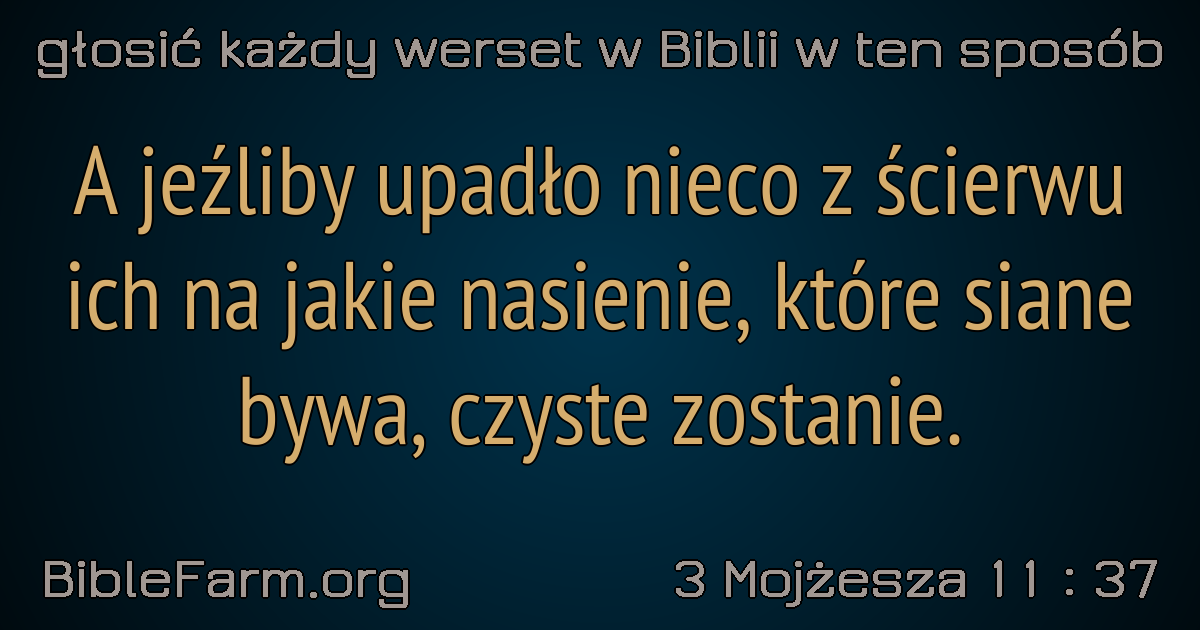 głosić każdy werset w Biblii w ten sposób
A jeźliby upadło nieco z ścierwu
ich na jakie nasienie, które siane
bywa, czyste zostanie.
BibleFarm.org
3 Mojżesza 11 : 37